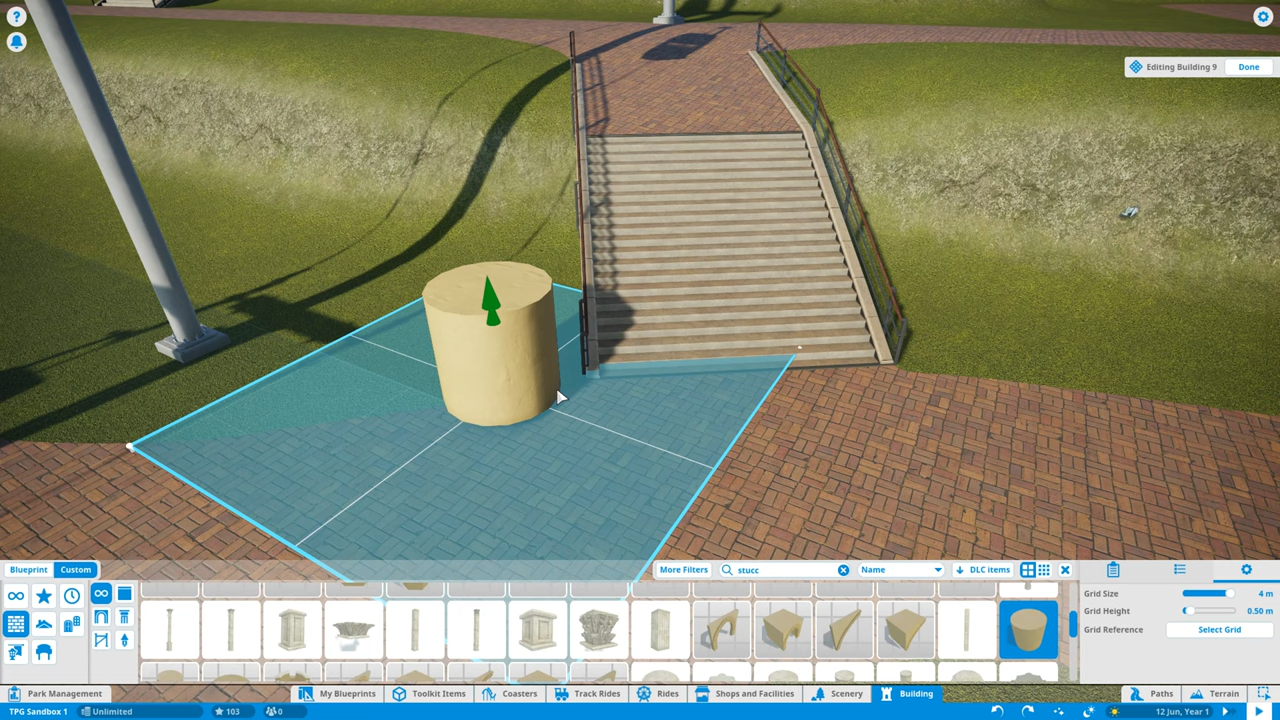 ?
Editing Building 9
Done
Blueprint
Custom
More Filters
stucc
Name
DLC items
Grid Size
4 m
Grid Height
0.50 m
Grid Reference
Select Grid
Park Management
My Blueprints
Toolkit Items
Coasters
Track Rides
Rides
Shops and Facilities
Scenery
Building
Paths
Terrain
TPG Sandbox 1
Unlimited
103
0
12 Jun, Year 1